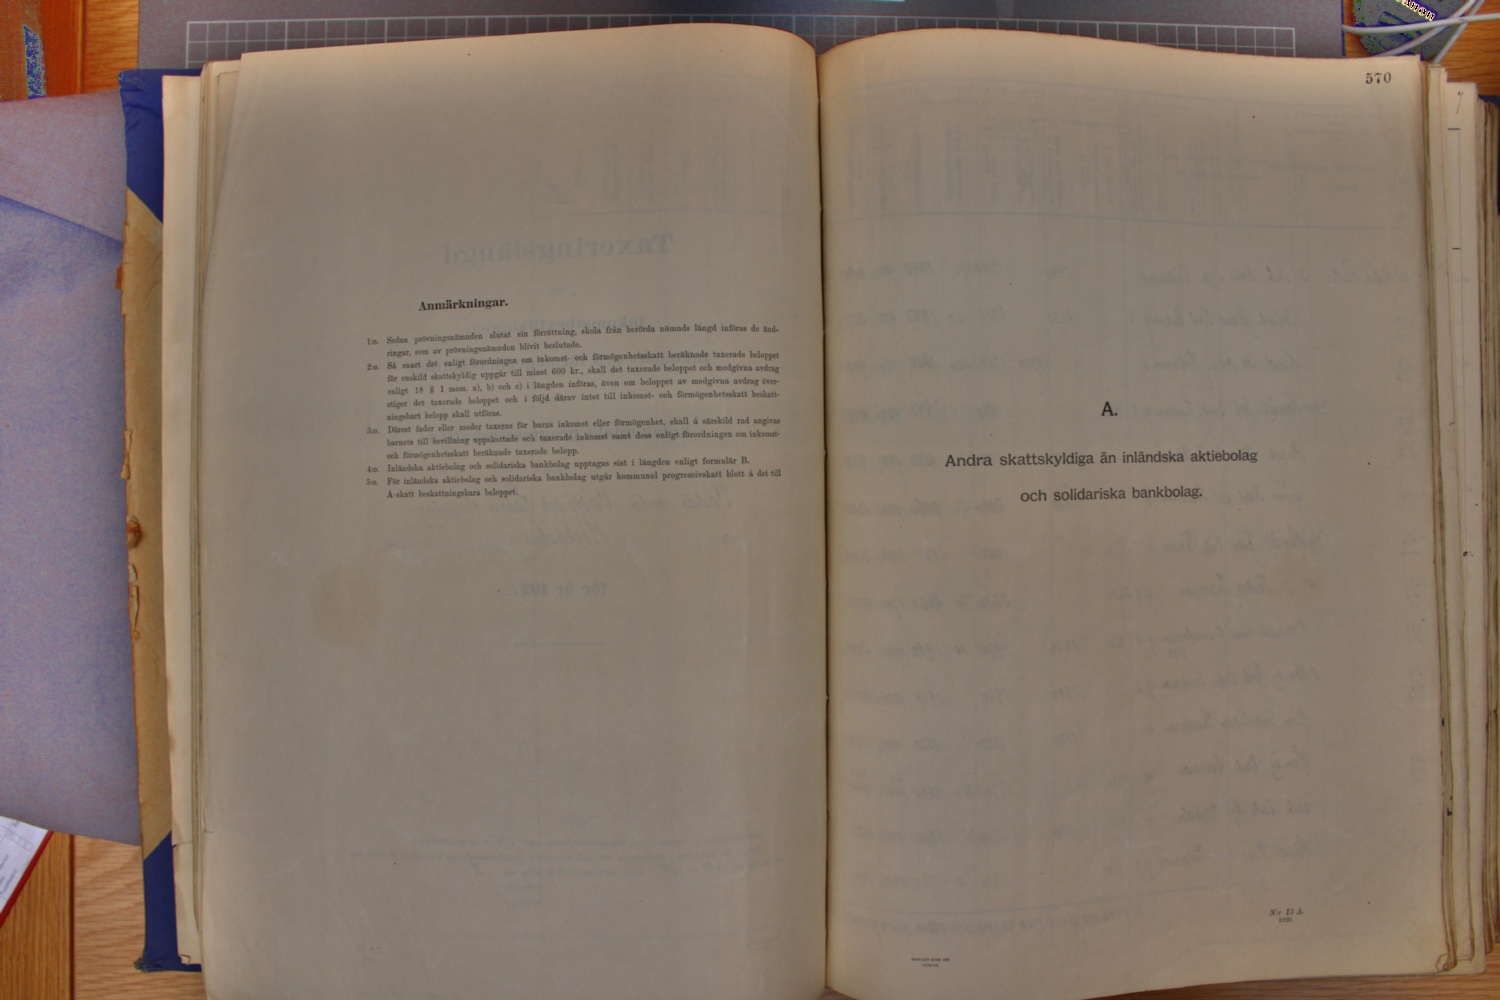 Anmärkningar.
1:o. Sedan prövningsnämnden slutat sin förrättning, skola från berörda nämnds längd införas de änd-
ringar, som av prövningsnämnden blivit beslutade.
2:o. Så snart det enligt förordningen om inkomst- och förmögenhetsskatt beräknade taxerade beloppet
för enskild skattskyldig uppgår till minst 600 kr., skall det taxerade beloppet och medgivna avdrag
enligt 18 § 1 mom. a), b) och c) i längden införas, även om beloppet av medgivna avdrag över-
stiger det taxerade beloppet och i följd därav intet till inkomst- och förmögenhetsskatt beskatt-
ningsbart belopp skall utföras.
3:o. Därest fader eller moder taxeras för barns inkomst eller förmögenhet, skall å särskild rad angivas
barnets till bevillning uppskattade och taxerade inkomst samt dess enligt förordningen om inkomst-
och förmögenhetsskatt beräknade taxerade belopp.
4:o. Inländska aktiebolag och solidariska bankbolag upptagas sist i längden enligt formulär B.
5:o. För inländska aktiebolag och solidariska bankbolag utgår kommunal progressivskatt blott å det till
A-skatt beskattningsbara beloppet.
570
A.
Andra skattskyldiga än inländska aktiebolag
och solidariska bankbolag.
N:r 13 A.